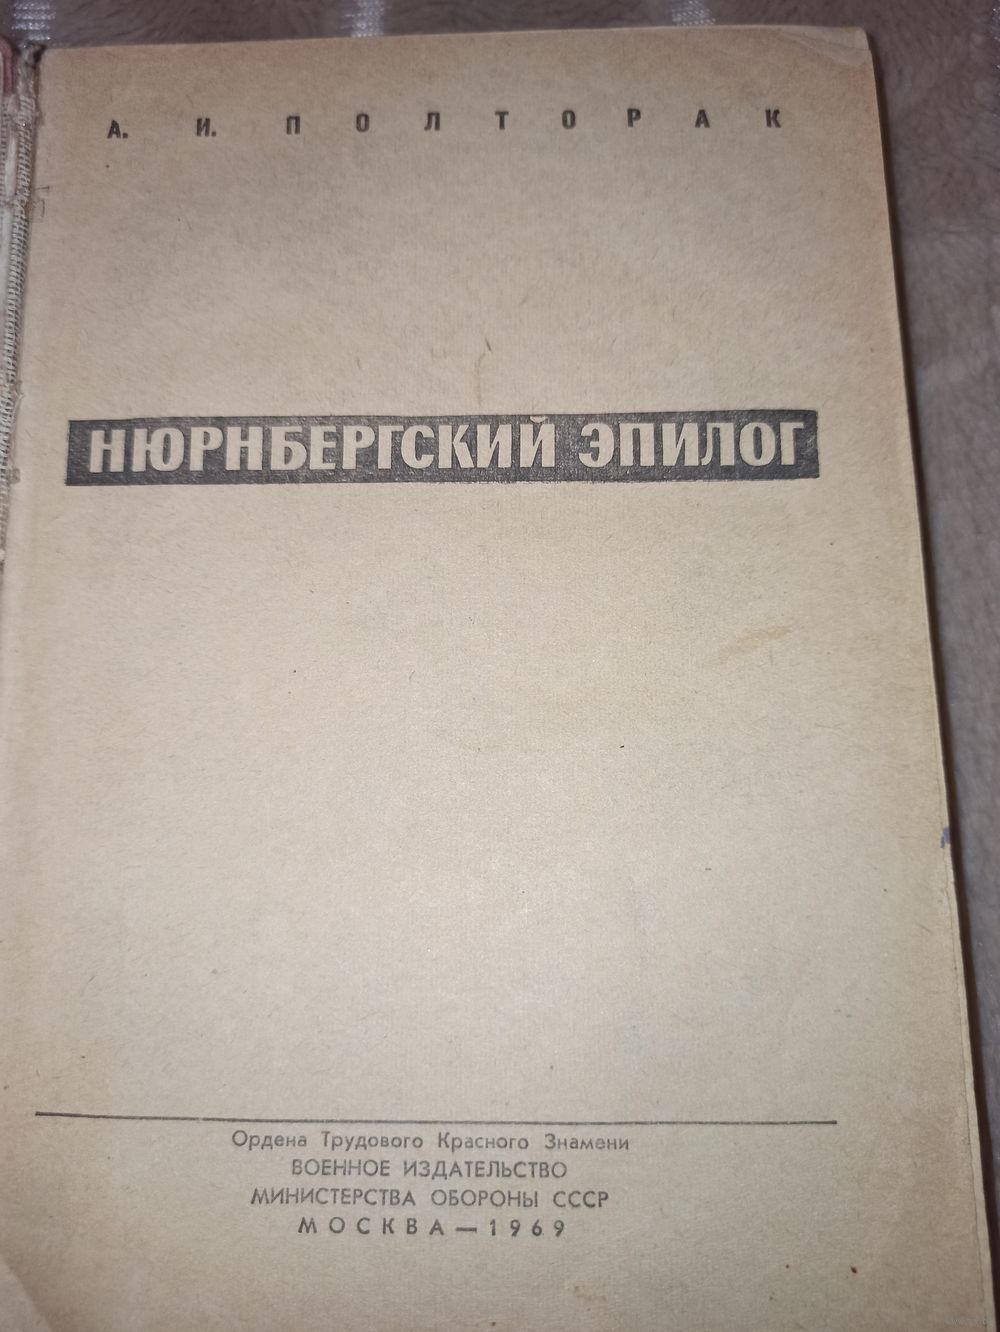 А. И. ПОЛТОРАК
НЮРНБЕРГСКИЙ ЭПИЛОГ
Ордена Трудового Красного Знамени
ВОЕННОЕ ИЗДАТЕЛЬСТВО
МИНИСТЕРСТВА ОБОРОНЫ СССР
МОСКВА—1969